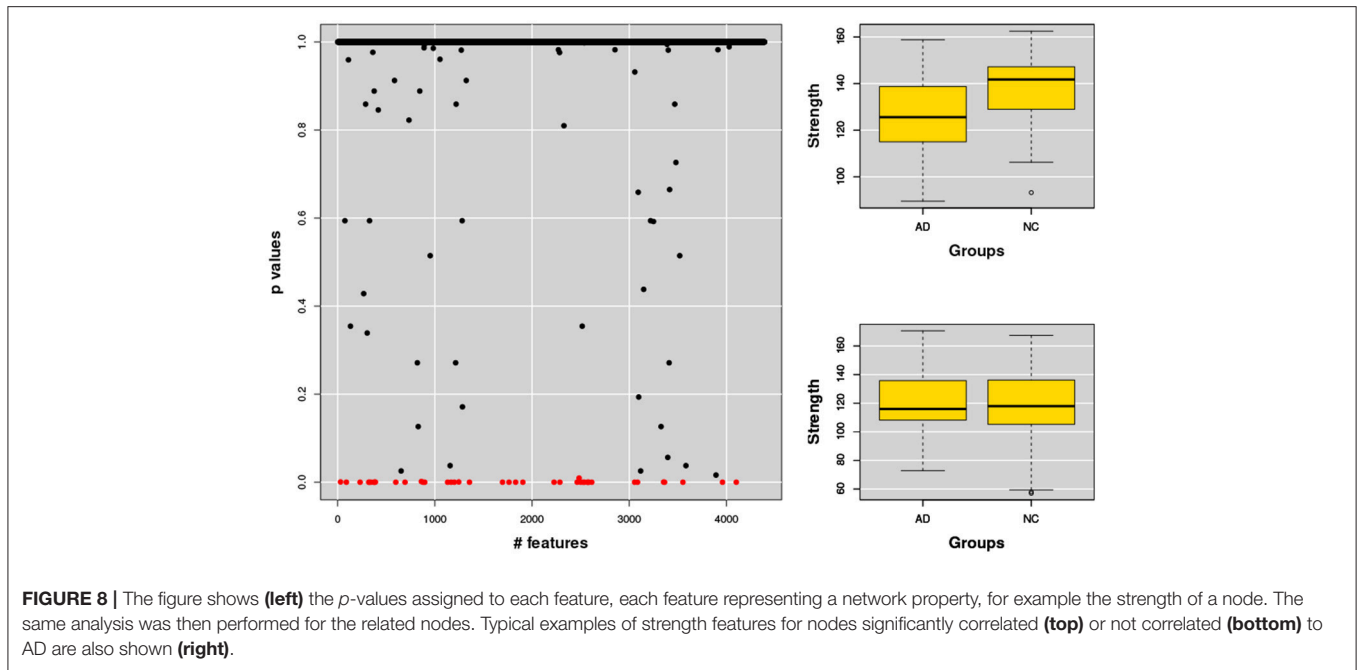 p values
1.0
0.8
0.6
0.4
0.2
0.0
0 1000 2000 3000 4000
# features
Strength
160
140
120
100
AD NC
Groups
Strength
160
140
120
100
80
60
AD NC
Groups
FIGURE 8 | The figure shows (left) the p-values assigned to each feature, each feature representing a network property, for example the strength of a node. The
same analysis was then performed for the related nodes. Typical examples of strength features for nodes significantly correlated (top) or not correlated (bottom) to
AD are also shown (right).